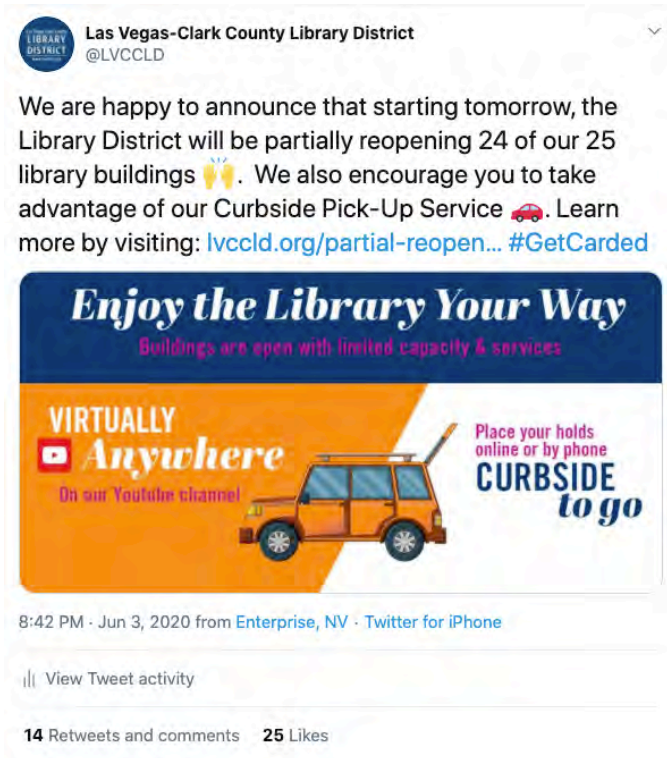 LIBRARY
DISTRICT
Las Vegas-Clark County Library District
@LVCCLD
We are happy to announce that starting tomorrow, the
Library District will be partially reopening 24 of our 25
library buildings 🙌. We also encourage you to take
advantage of our Curbside Pick-Up Service 🚗. Learn
more by visiting: lvccld.org/partial-reopen... #GetCarded
Enjoy the Library Your Way
Buildings are open with limited capacity & services
VIRTUALLY
Anywhere
On our Youtube channel
Place your holds
online or by phone
CURBSIDE
to go
8:42 PM · Jun 3, 2020 from Enterprise, NV · Twitter for iPhone
View Tweet activity
14 Retweets and comments 25 Likes